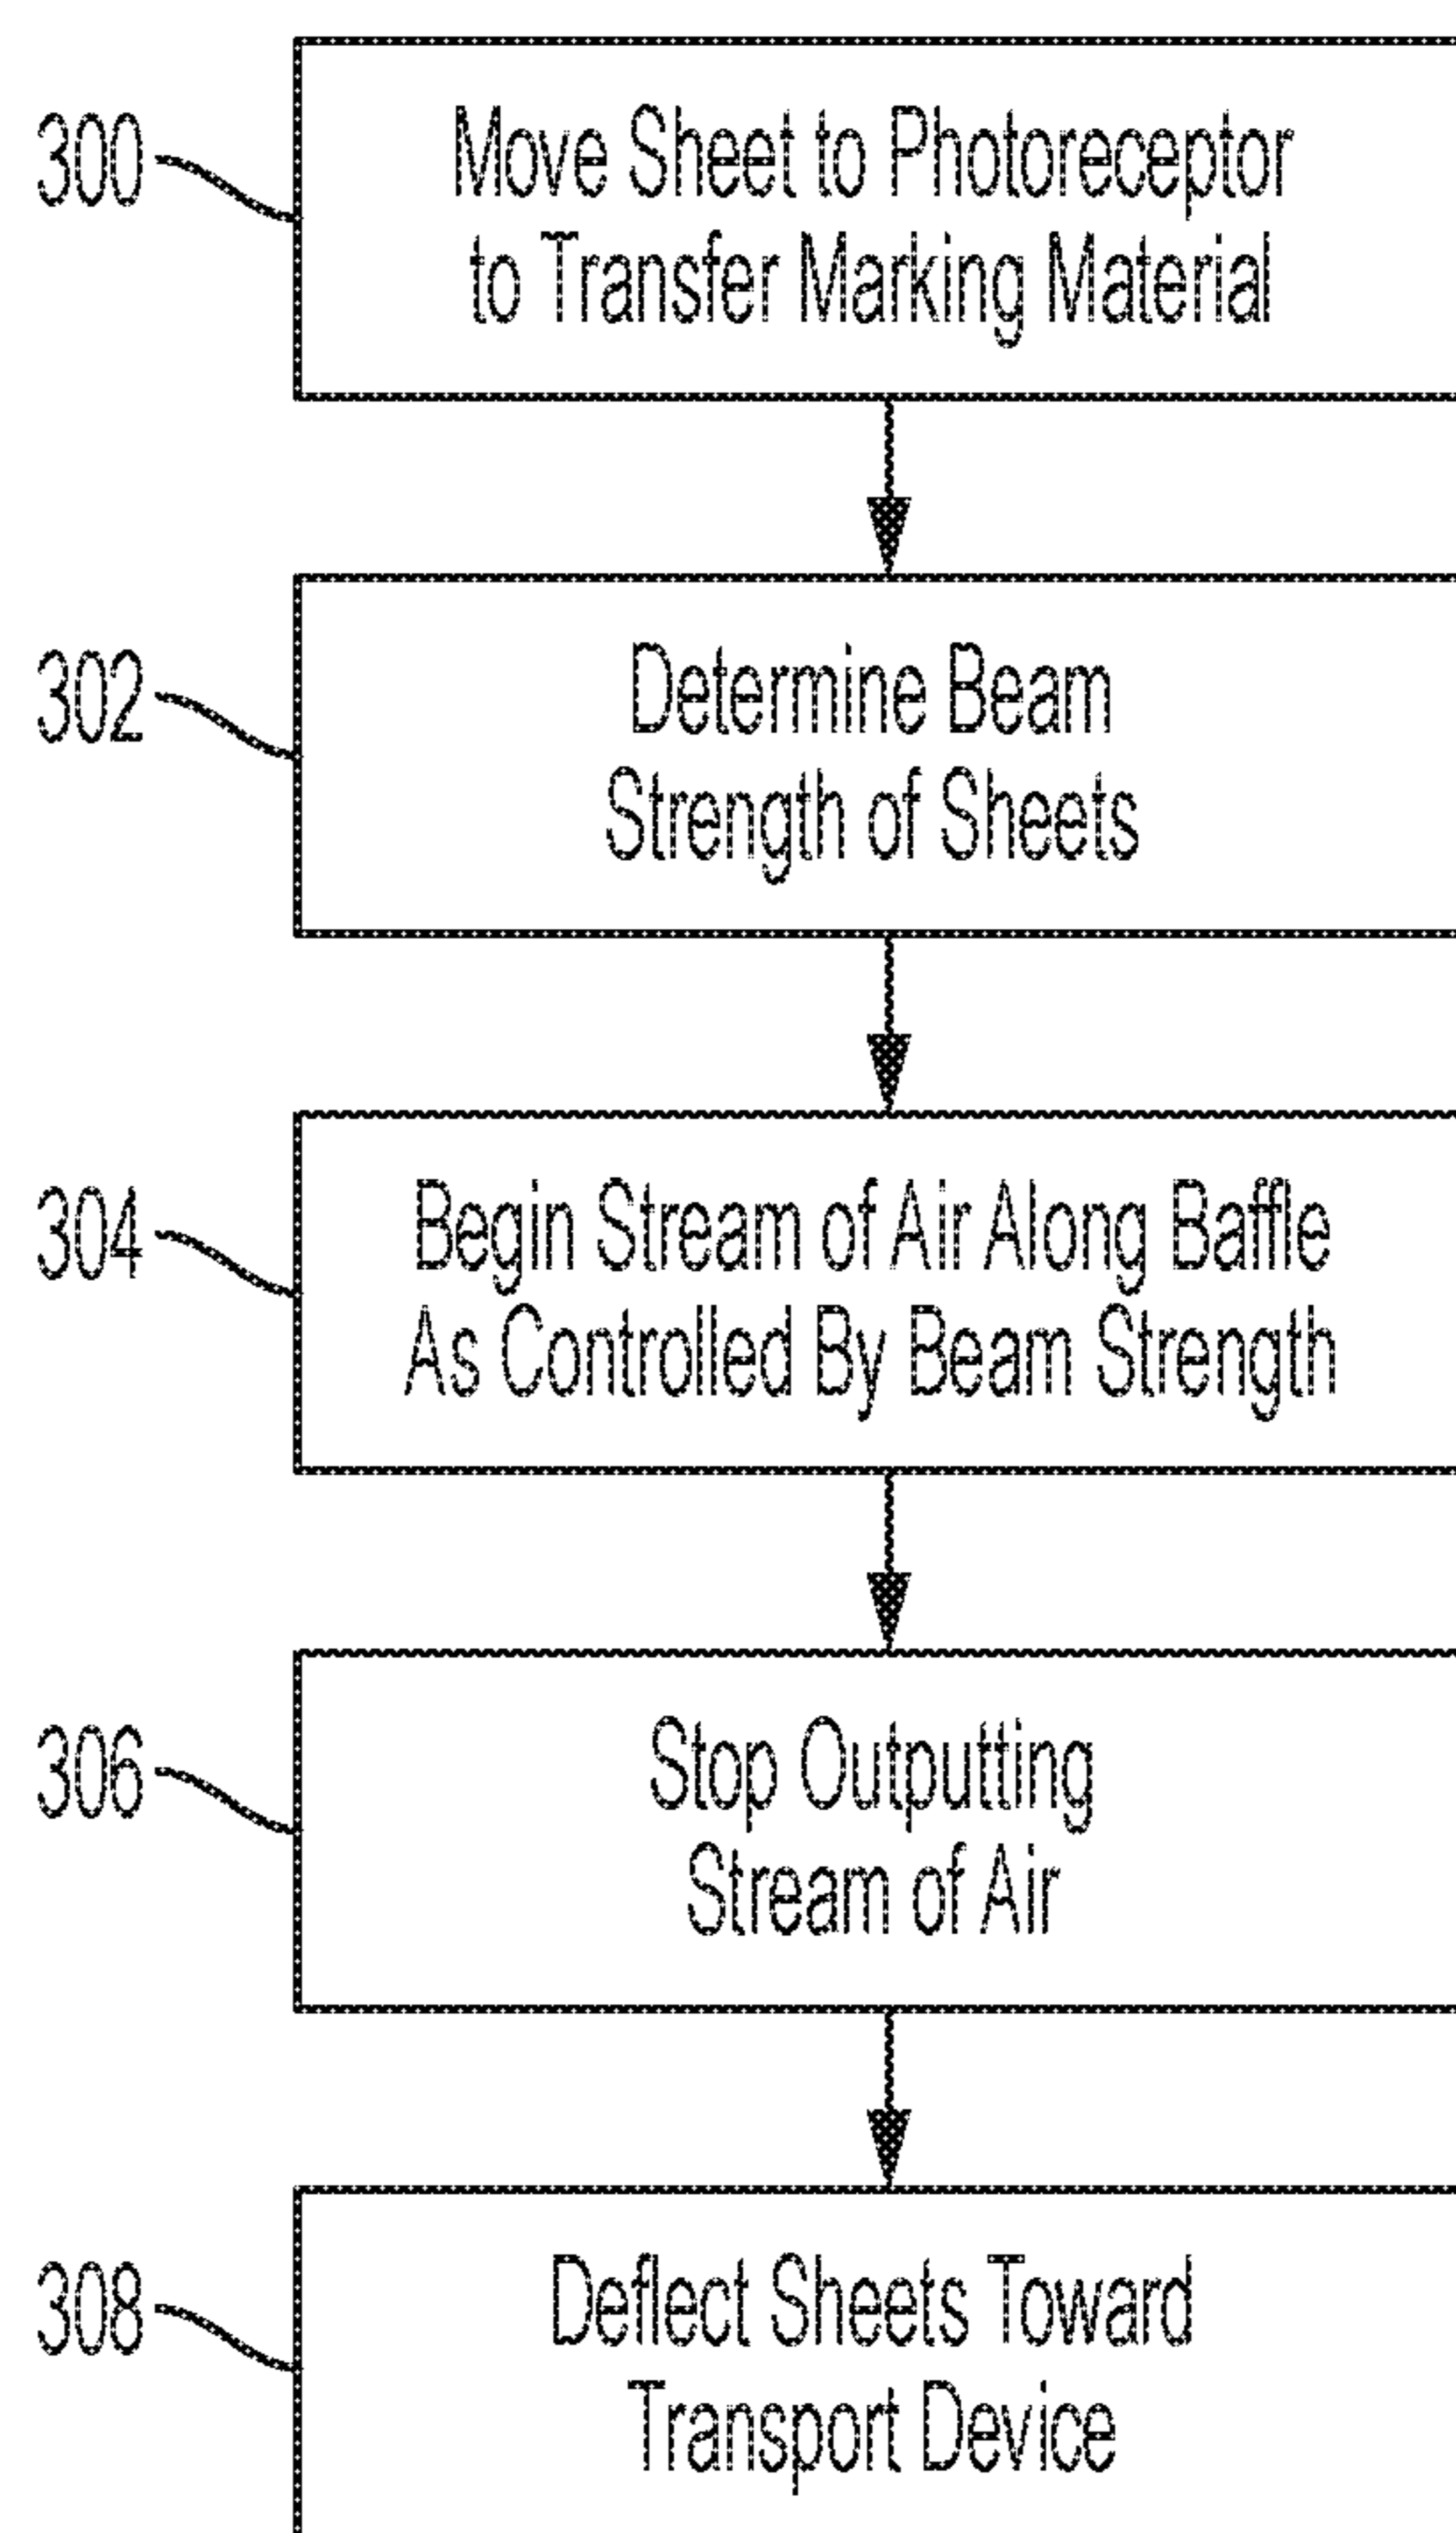 300
Move Sheet to Photoreceptor
to Transfer Marking Material
302
Determine Beam
Strength of Sheets
304
Begin Stream of Air Along Baffle
As Controlled By Beam Strength
306
Stop Outputting
Stream of Air
308
Deflect Sheets Toward
Transport Device